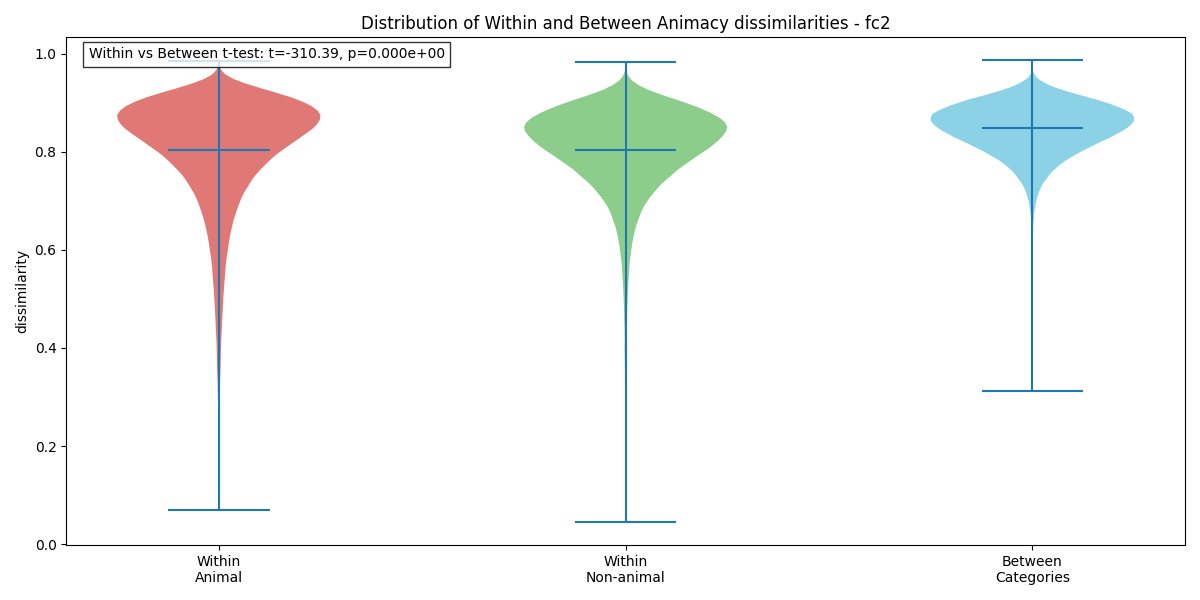 Distribution of Within and Between Animacy dissimilarities - fc2
Within vs Between t-test: t=-310.39, p=0.000e+00
dissimilarity
1.0
0.8
0.6
0.4
0.2
0.0
Within
Animal
Within
Non-animal
Between
Categories